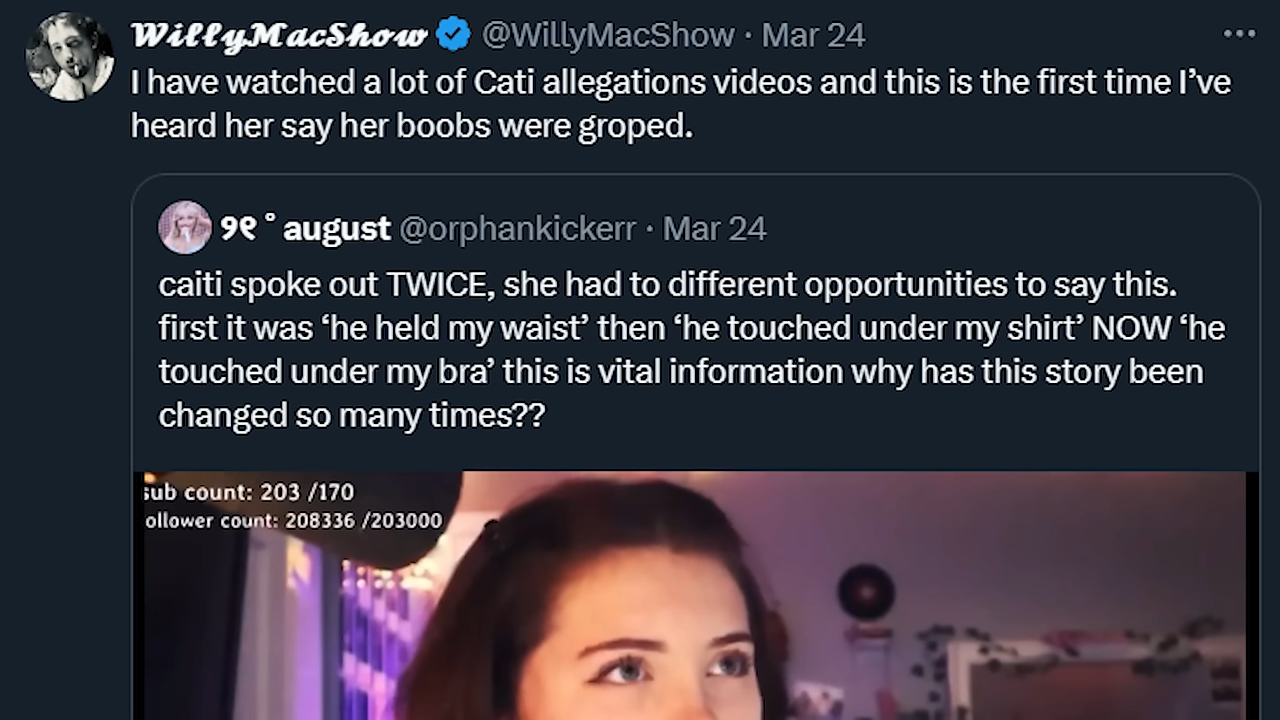 WillyMacShow @WillyMacShow · Mar 24
I have watched a lot of Cati allegations videos and this is the first time I’ve
heard her say her boobs were groped.
୨୧ ˚ august @orphankickerr · Mar 24
caiti spoke out TWICE, she had to different opportunities to say this.
first it was ‘he held my waist’ then ‘he touched under my shirt’ NOW ‘he
touched under my bra’ this is vital information why has this story been
changed so many times??
sub count: 203 /170
ollower count: 208336 /203000